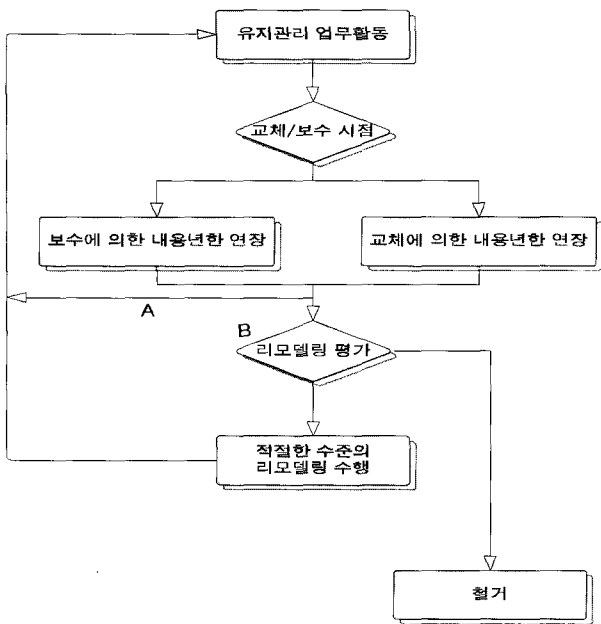 유지관리 업무활동
교체/보수 시점
보수에 의한 내용년한 연장
교체에 의한 내용년한 연장
A
B
리모델링 평가
적절한 수준의
리모델링 수행
철거